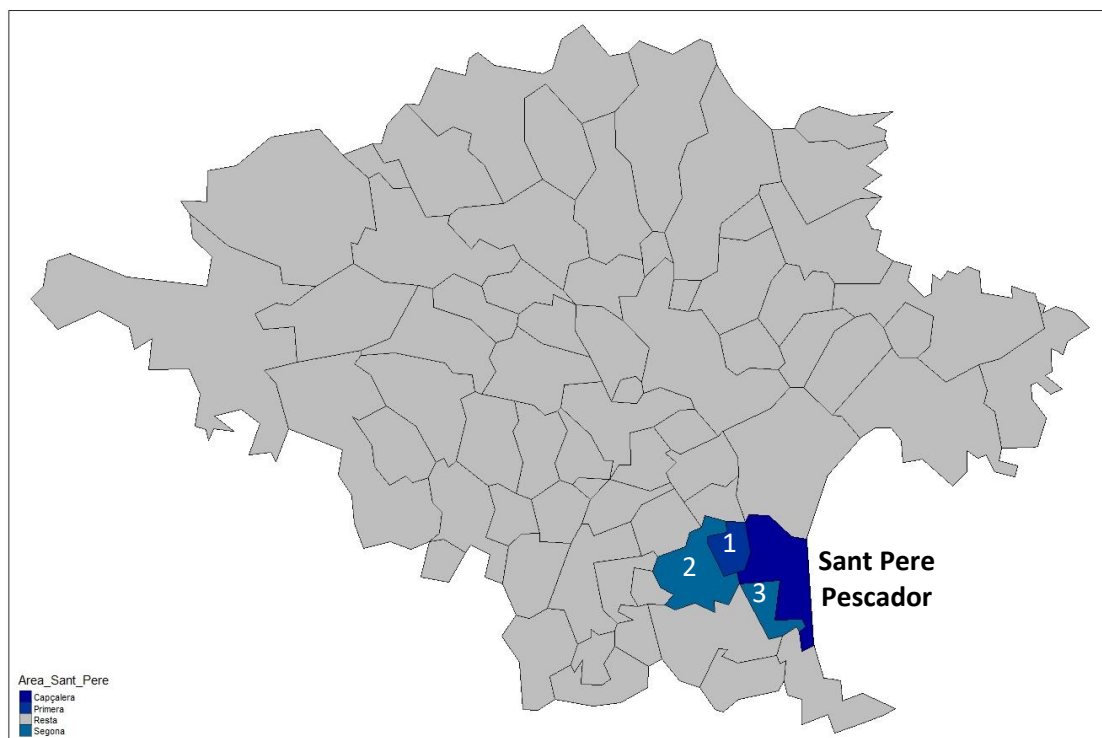 1
2
3
Sant Pere
Pescador
Area_Sant_Pere
Capçalera
Primera
Resta
Segona